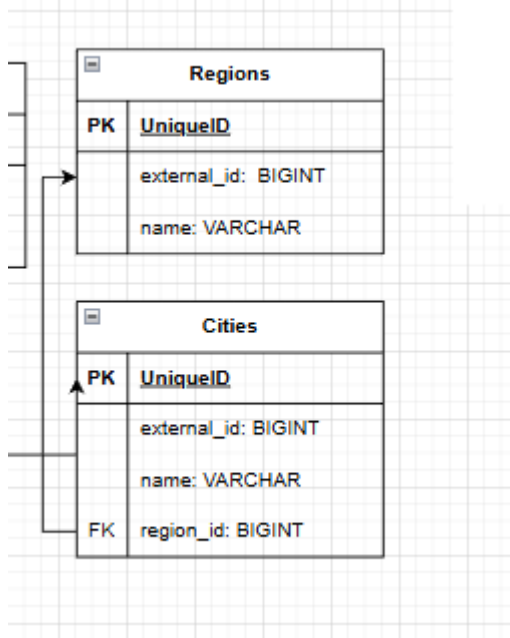 Regions
PK UniqueID
external_id: BIGINT
name: VARCHAR
Cities
PK UniqueID
external_id: BIGINT
name: VARCHAR
FK region_id: BIGINT